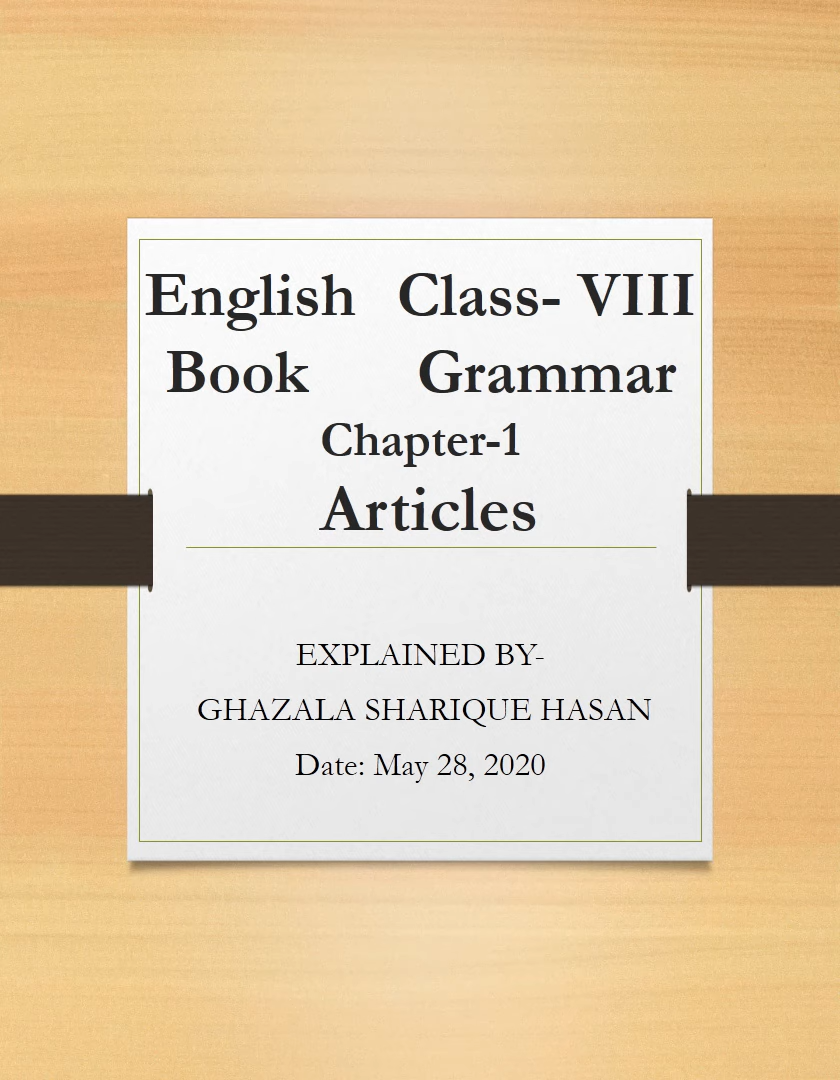 English Class- VIII
Book Grammar
Chapter-1
Articles
EXPLAINED BY-
GHAZALA SHARIQUE HASAN
Date: May 28, 2020